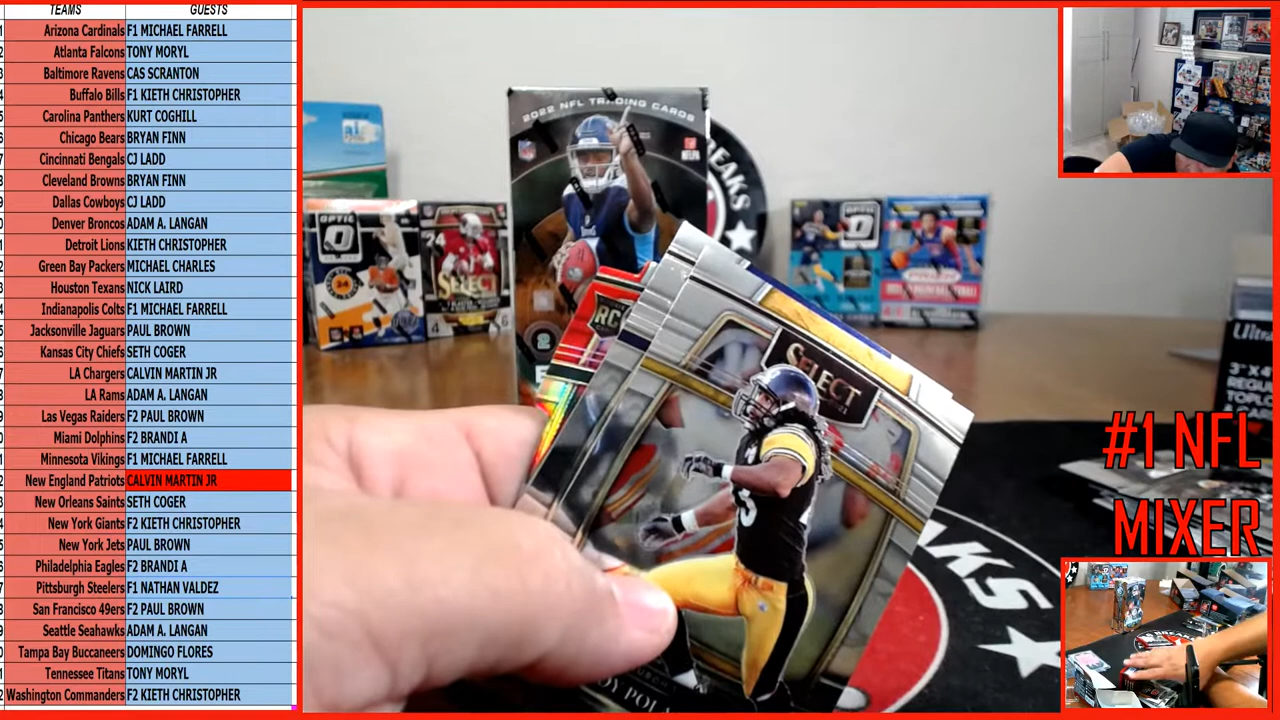 TEAMS GUESTS
Arizona Cardinals F1 MICHAEL FARRELL
Atlanta Falcons TONY MORYL
Baltimore Ravens CAS SCRANTON
Buffalo Bills F1 KIETH CHRISTOPHER
Carolina Panthers KURT COGHILL
Chicago Bears BRYAN FINN
Cincinnati Bengals CJ LADD
Cleveland Browns BRYAN FINN
Dallas Cowboys CJ LADD
Denver Broncos ADAM A. LANGAN
Detroit Lions KIETH CHRISTOPHER
Green Bay Packers MICHAEL CHARLES
Houston Texans NICK LAIRD
Indianapolis Colts F1 MICHAEL FARRELL
Jacksonville Jaguars PAUL BROWN
Kansas City Chiefs SETH COGER
LA Chargers CALVIN MARTIN JR
LA Rams ADAM A. LANGAN
Las Vegas Raiders F2 PAUL BROWN
Miami Dolphins F2 BRANDI A
Minnesota Vikings F1 MICHAEL FARRELL
New England Patriots CALVIN MARTIN JR
New Orleans Saints SETH COGER
New York Giants F2 KIETH CHRISTOPHER
New York Jets PAUL BROWN
Philadelphia Eagles F2 BRANDI A
Pittsburgh Steelers F1 NATHAN VALDEZ
San Francisco 49ers F2 PAUL BROWN
Seattle Seahawks ADAM A. LANGAN
Tampa Bay Buccaneers DOMINGO FLORES
Tennessee Titans TONY MORYL
Washington Commanders F2 KIETH CHRISTOPHER
2022 NFL TRADING CARDS
OPTIC
SELECT
PRIZM
RC
SELECT
Ultra
3" X 4"
#1 NFL
MIXER